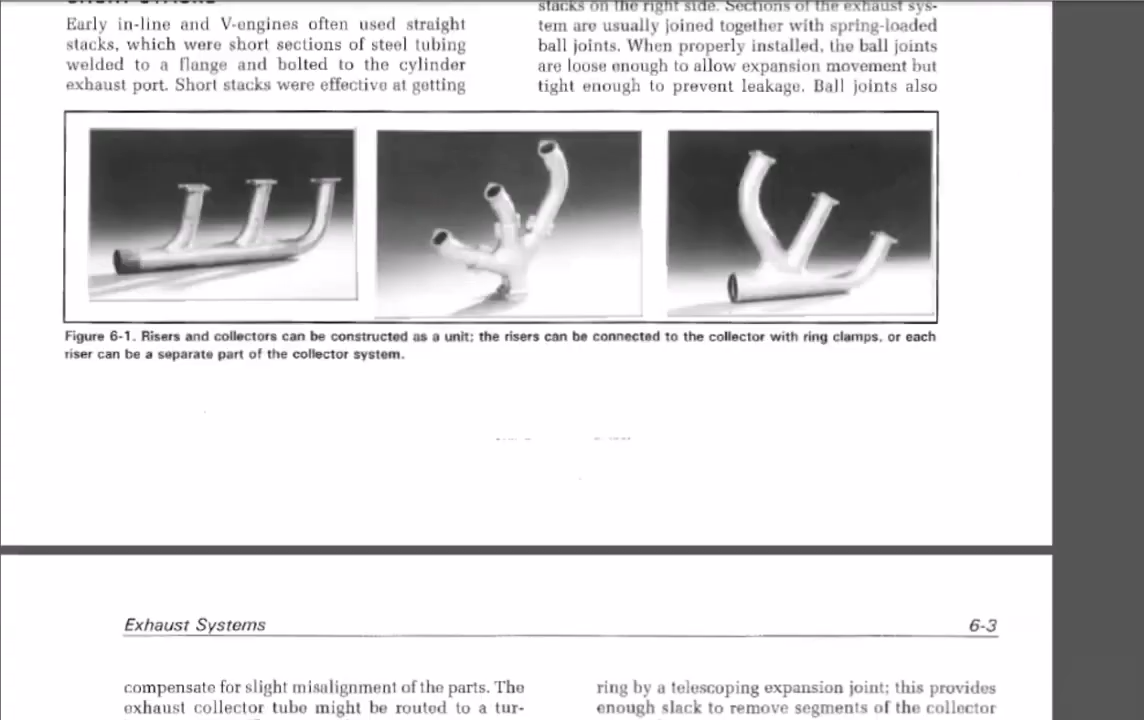 Early in-line and V-engines often used straight
stacks, which were short sections of steel tubing
welded to a flange and bolted to the cylinder
exhaust port. Short stacks were effective at getting
stacks on the right side. Sections of the exhaust sys-
tem are usually joined together with spring-loaded
ball joints. When properly installed, the ball joints
are loose enough to allow expansion movement but
tight enough to prevent leakage. Ball joints also
Figure 6-1. Risers and collectors can be constructed as a unit; the risers can be connected to the collector with ring clamps, or each
riser can be a separate part of the collector system.
Exhaust Systems
6-3
compensate for slight misalignment of the parts. The
exhaust collector tube might be routed to a tur-
ring by a telescoping expansion joint; this provides
enough slack to remove segments of the collector